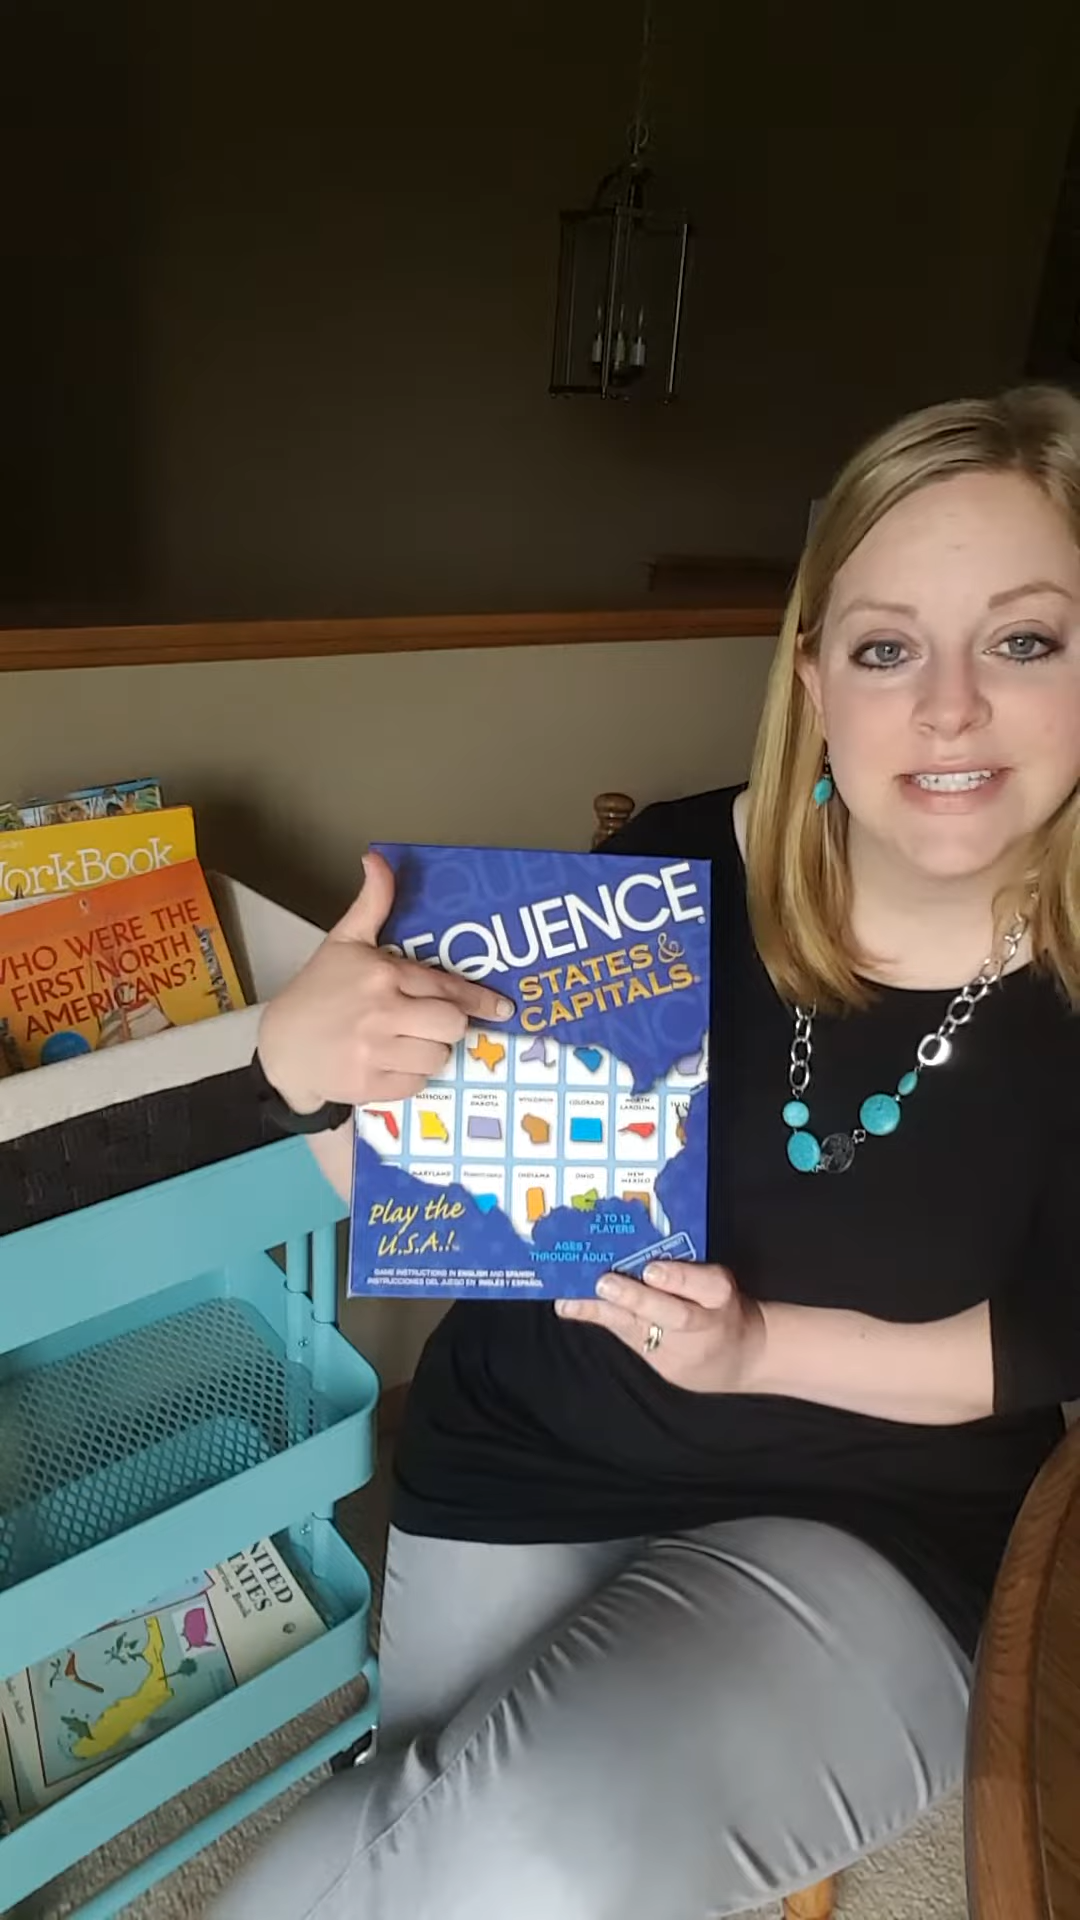 WorkBook
WHO WERE THE
FIRST NORTH
AMERICANS?
SEQUENCE
STATES &
CAPITALS
MISSOURI
NORTH
DAKOTA
WISCONSIN
COLORADO
NORTH
CAROLINA
MARYLAND
PENNSYLVANIA
INDIANA
OHIO
NEW
MEXICO
Play the
U.S.A.!
2 TO 12
PLAYERS
AGES 7
THROUGH ADULT
GAME INSTRUCTIONS IN ENGLISH AND SPANISH
INSTRUCCIONES DEL JUEGO EN INGLÉS Y ESPAÑOL
UNITED
STATES
Coloring Book